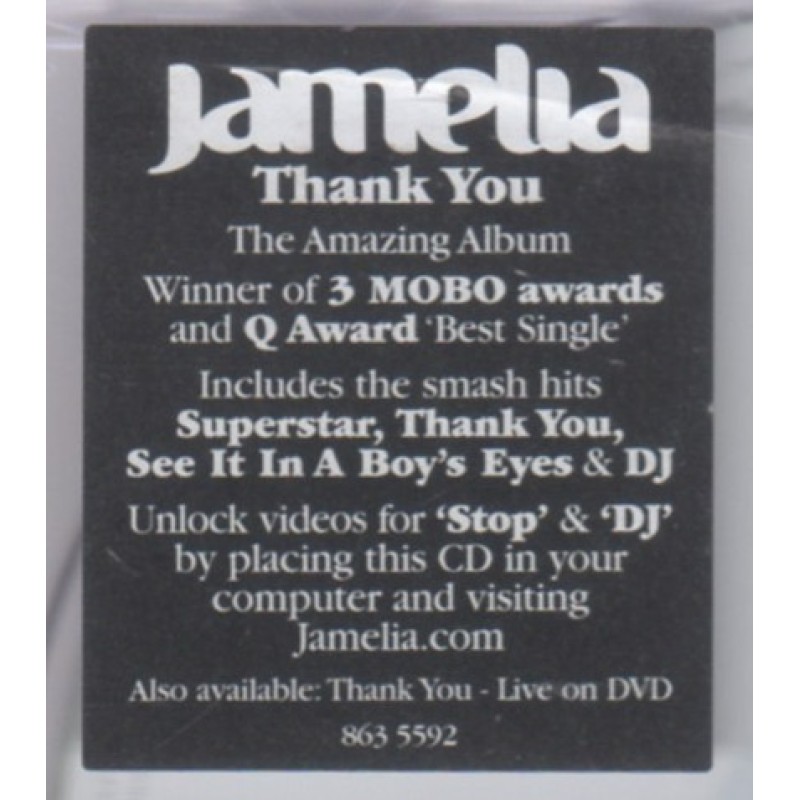 Jamelia
Thank You
The Amazing Album
Winner of 3 MOBO awards
and Q Award 'Best Single'
Includes the smash hits
Superstar, Thank You,
See It In A Boy's Eyes & DJ
Unlock videos for 'Stop' & 'DJ'
by placing this CD in your
computer and visiting
Jamelia.com
Also available: Thank You - Live on DVD
863 5592